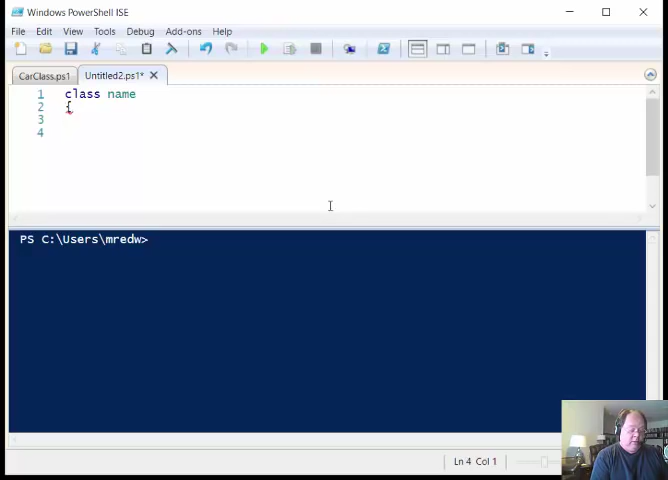 Windows PowerShell ISE
File Edit View Tools Debug Add-ons Help
CarClass.ps1 Untitled2.ps1*
1 class name
2 {
3
4
PS C:\Users\mredw>
Ln 4 Col 1